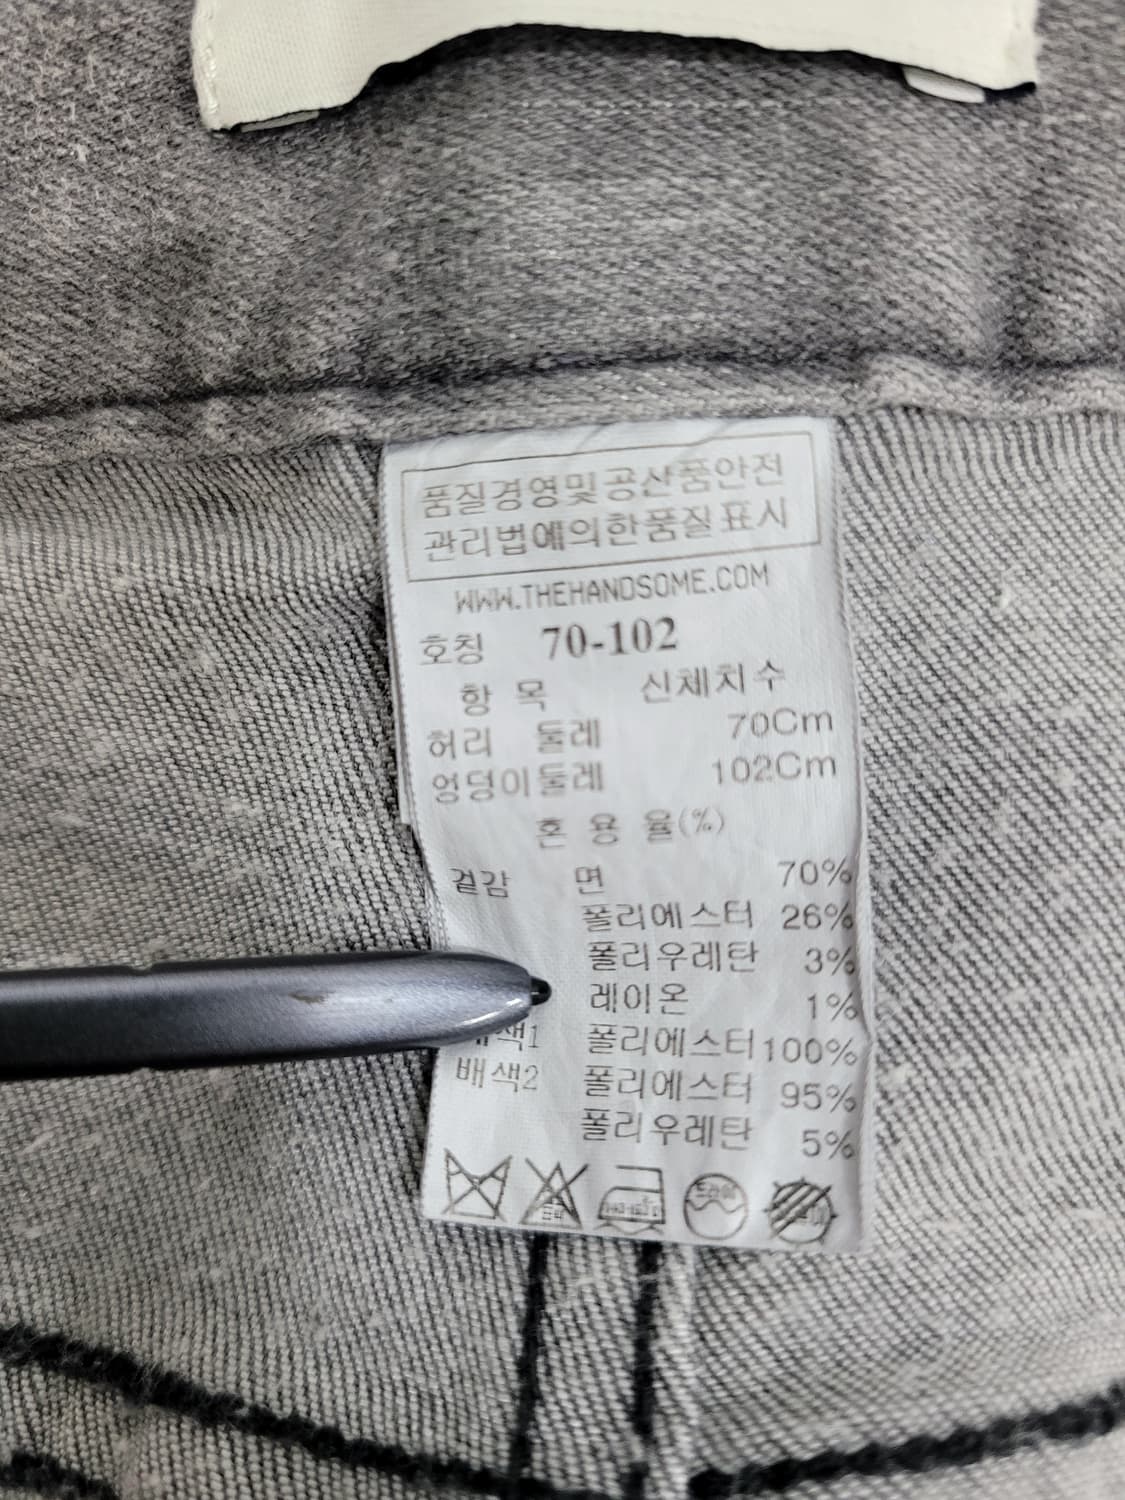 품질경영및공산품안전
관리법에의한품질표시
WWW.THEHANDSOME.COM
호칭 70-102
항 목 신체치수
허리 둘레 70Cm
엉덩이둘레 102Cm
혼 용 율(%)
겉감 면 70%
폴리에스터 26%
폴리우레탄 3%
레이온 1%
폴리에스터 100%
배색2 폴리에스터 95%
폴리우레탄 5%
드라이